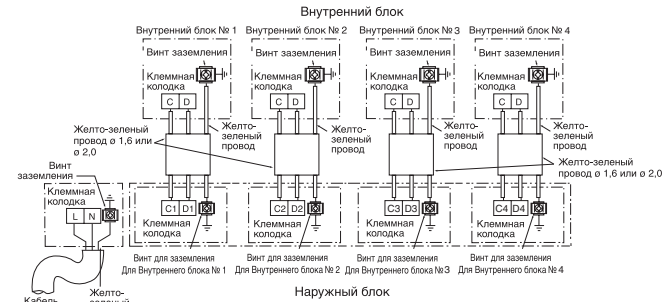 Внутренний блок
Внутренний блок № 1
Внутренний блок № 2
Внутренний блок № 3
Внутренний блок № 4
Винт заземления
Винт заземления
Винт заземления
Винт заземления
Клеммная
колодка
Клеммная
колодка
Клеммная
колодка
Клеммная
колодка
C D
C D
C D
C D
Желто-зеленый
провод ø 1,6 или
ø 2,0
Желто-
зеленый
провод
Желто-
зеленый
провод
Желто-
зеленый
провод
Желто-
зеленый
провод
Желто-зеленый
провод ø 1,6 или ø 2,0
Винт
заземления
Клеммная
колодка
L N
C1 D1
C2 D2
C3 D3
C4 D4
Клеммная
колодка
Клеммная
колодка
Клеммная
колодка
Клеммная
колодка
Винт для заземления
Для Внутреннего блока № 1
Винт для заземления
Для Внутреннего блока № 2
Винт для заземления
Для Внутреннего блока № 3
Винт для заземления
Для Внутреннего блока № 4
Наружный блок
Кабель
Желто-